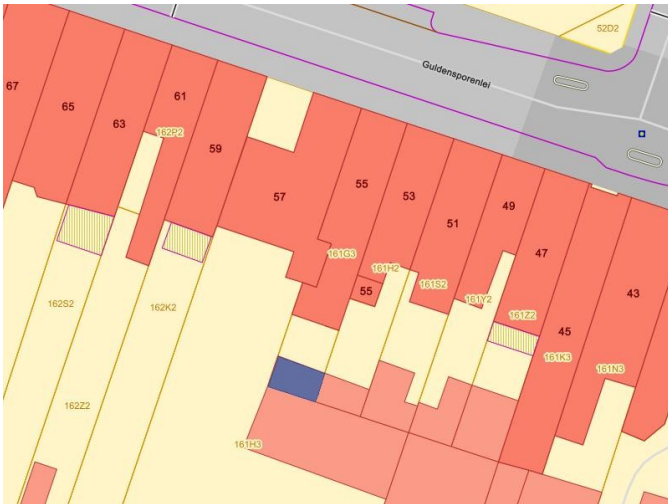 52D2
Guldensporenlei
67
65
63
61
162P2
59
57
55
53
51
49
47
45
43
161G3
161H2
55
161S2
161Y2
161Z2
161K3
161N3
162S2
162K2
162Z2
161H3